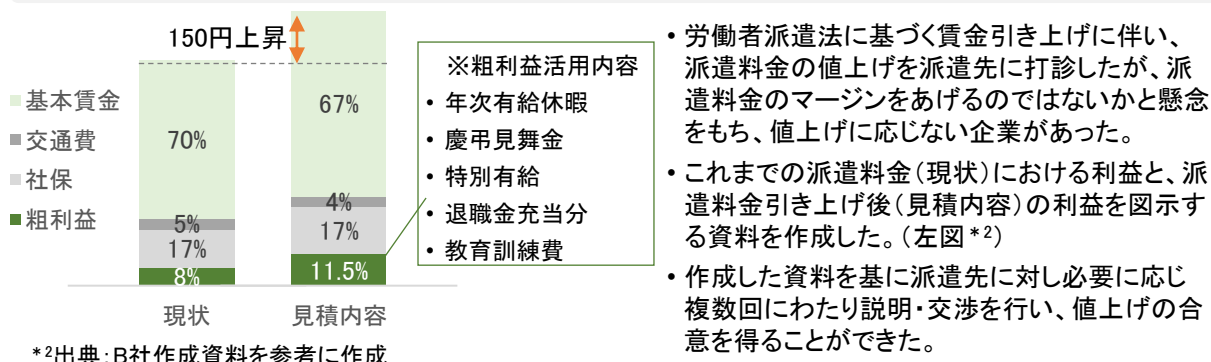 150円上昇
基本賃金
交通費
社保
粗利益
70%
5%
17%
8%
67%
4%
17%
11.5%
現状
見積内容
※粗利益活用内容
• 年次有給休暇
• 慶弔見舞金
• 特別有給
• 退職金充当分
• 教育訓練費
*2出典:B社作成資料を参考に作成
• 労働者派遣法に基づく賃金引き上げに伴い、
派遣料金の値上げを派遣先に打診したが、派
遣料金のマージンをあげるのではないかと懸念
をもち、値上げに応じない企業があった。
• これまでの派遣料金(現状)における利益と、派
遣料金引き上げ後(見積内容)の利益を図示す
る資料を作成した。(左図*2)
• 作成した資料を基に派遣先に対し必要に応じ
複数回にわたり説明・交渉を行い、値上げの合
意を得ることができた。